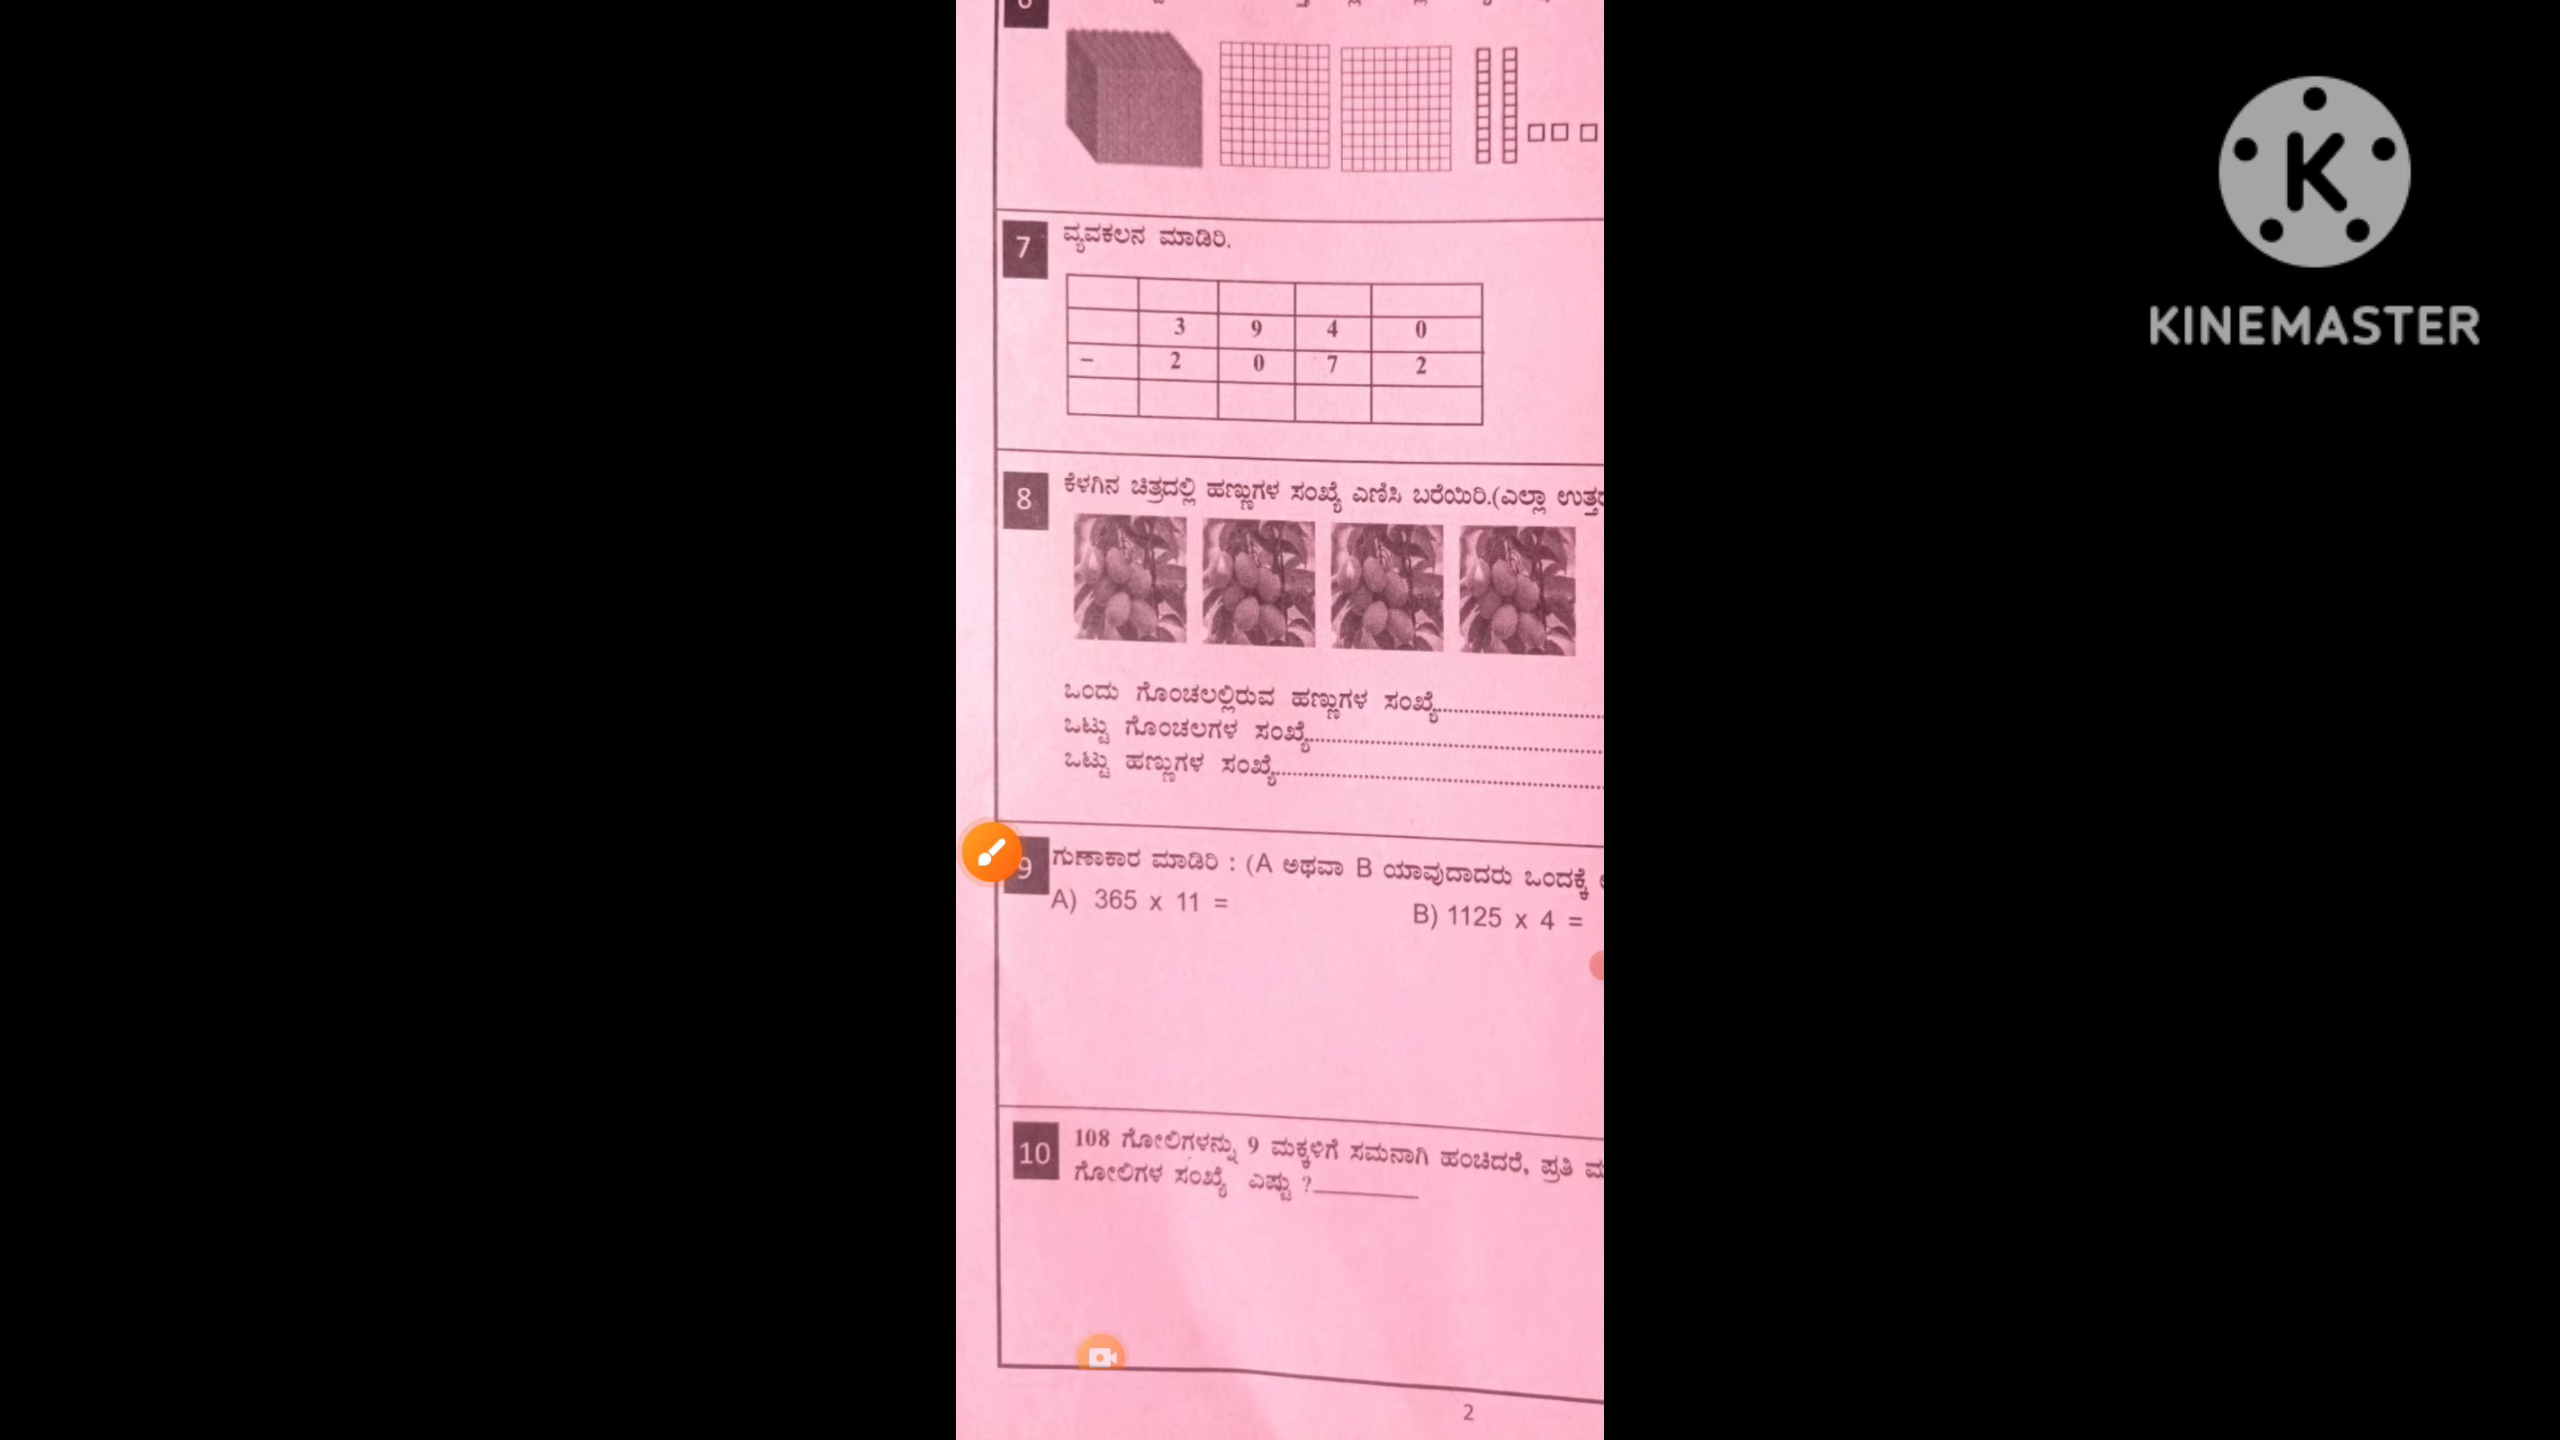 7
ವ್ಯವಕಲನ ಮಾಡಿರಿ.
3 9 4 0
– 2 0 7 2
8
ಕೆಳಗಿನ ಚಿತ್ರದಲ್ಲಿ ಹಣ್ಣುಗಳ ಸಂಖ್ಯೆ ಎಣಿಸಿ ಬರೆಯಿರಿ.(ಎಲ್ಲಾ
ಒಂದು ಗೊಂಚಲಲ್ಲಿರುವ ಹಣ್ಣುಗಳ ಸಂಖ್ಯೆ..............................
ಒಟ್ಟು ಗೊಂಚಲಗಳ ಸಂಖ್ಯೆ..............................
ಒಟ್ಟು ಹಣ್ಣುಗಳ ಸಂಖ್ಯೆ..............................
9
ಗುಣಾಕಾರ ಮಾಡಿರಿ : (A ಅಥವಾ B ಯಾವುದಾದರು ಒಂದಕ್ಕೆ
A) 365 x 11 = B) 1125 x 4 =
10
108 ಗೋಲಿಗಳನ್ನು 9 ಮಕ್ಕಳಿಗೆ ಸಮನಾಗಿ ಹಂಚಿದರೆ, ಪ್ರತಿ
ಗೋಲಿಗಳ ಸಂಖ್ಯೆ ಎಷ್ಟು ?________
2
K
KINEMASTER